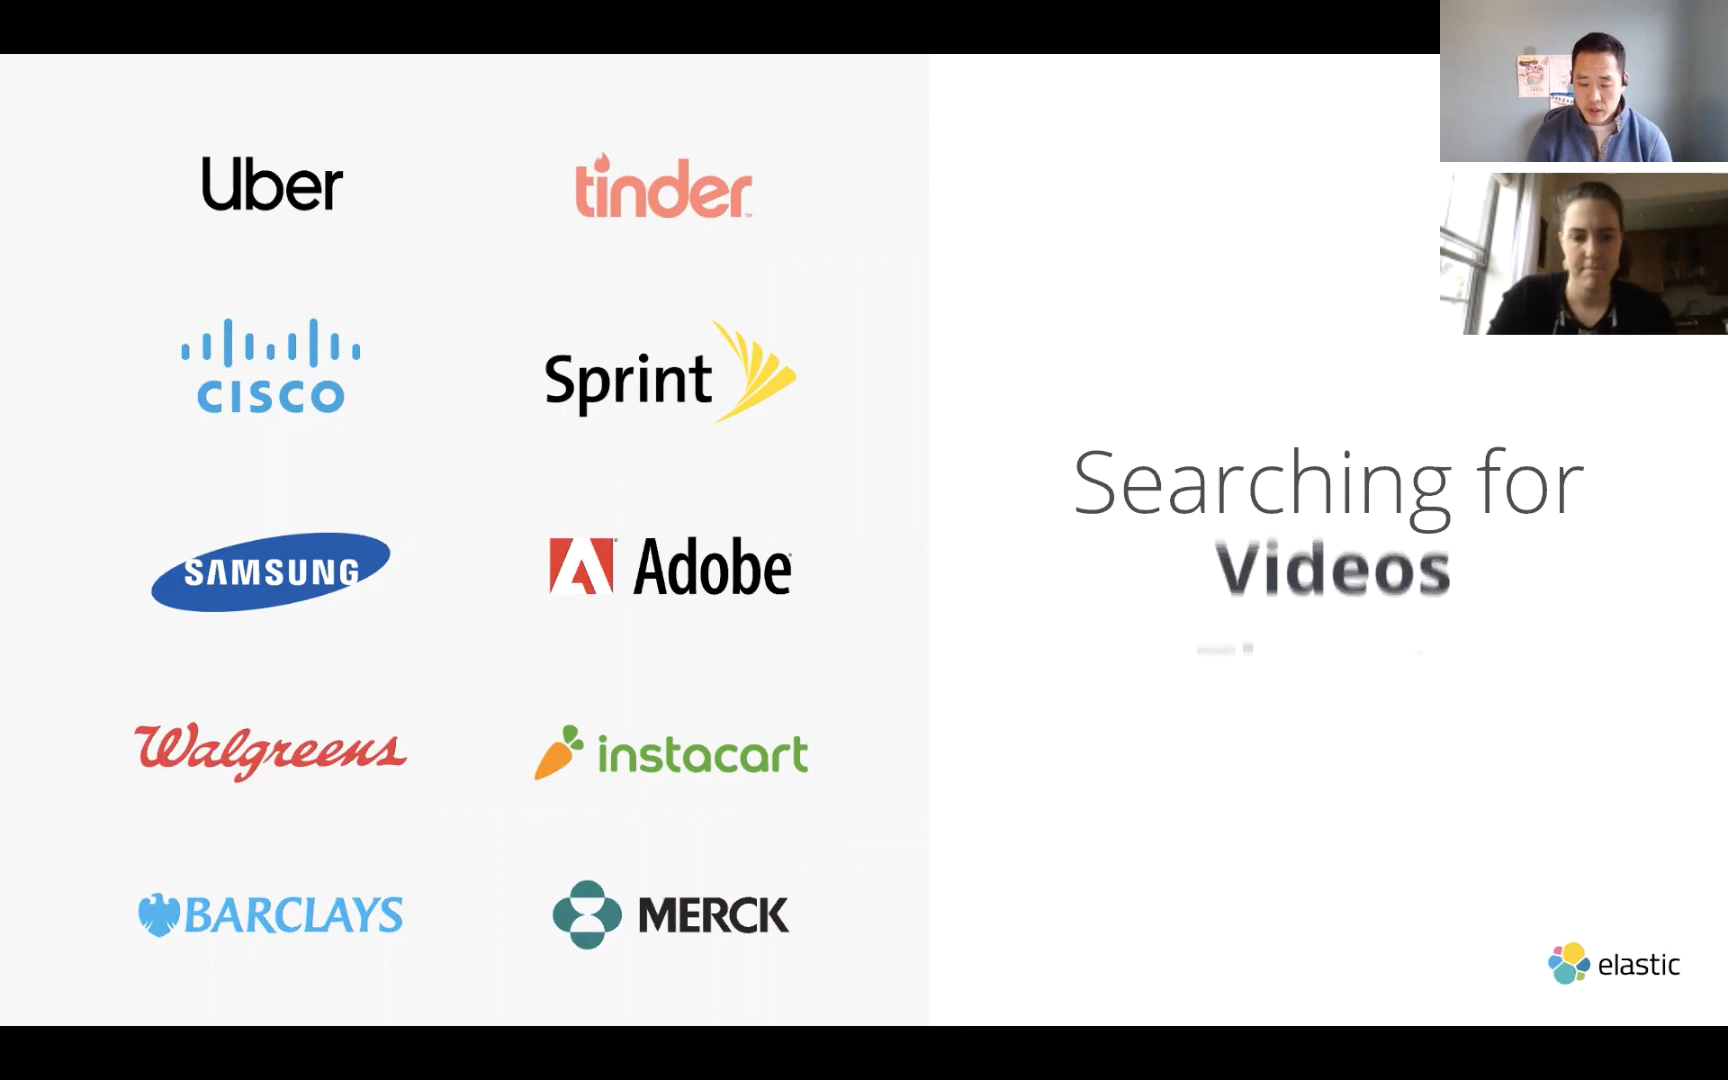 Uber
tinder
CISCO
Sprint
SAMSUNG
Adobe
Walgreens
instacart
BARCLAYS
MERCK
Searching for
Videos
elastic